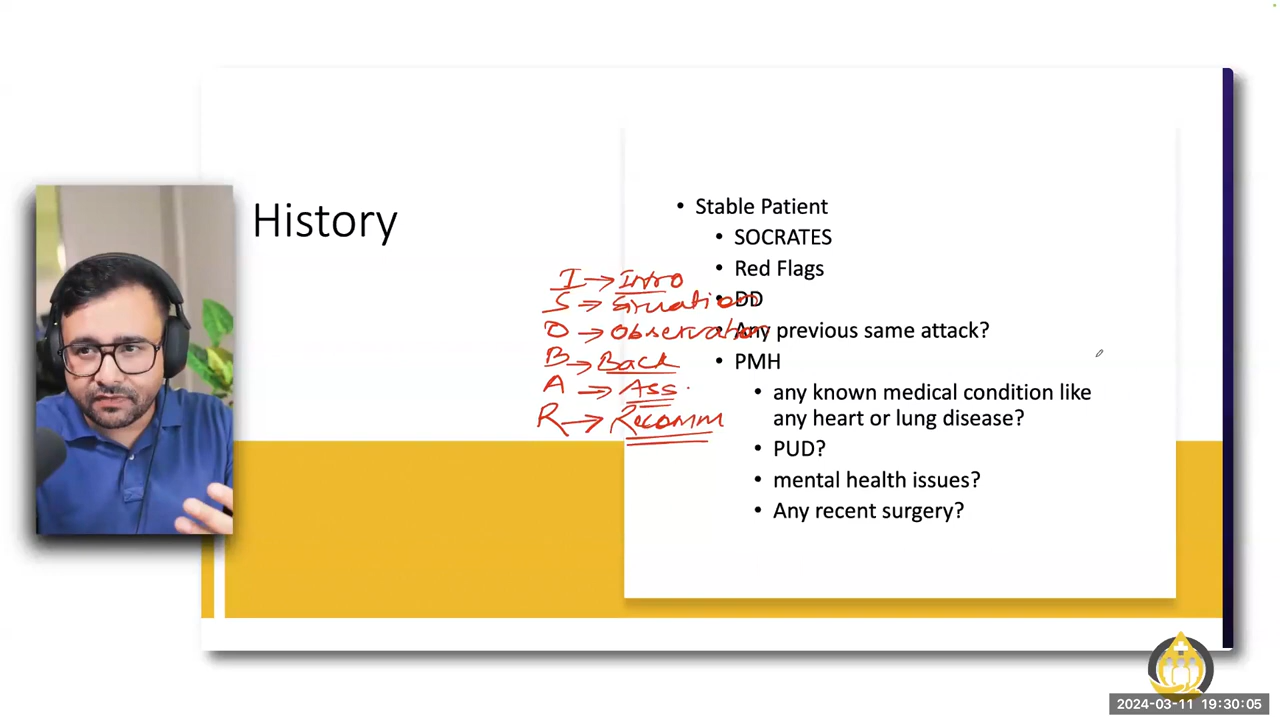 History
• Stable Patient
• SOCRATES
• Red Flags
• DD
• Any previous same attack?
• PMH
• any known medical condition like
any heart or lung disease?
• PUD?
• mental health issues?
• Any recent surgery?
I → Intro
S → Situation
O → Observation
B → Back
A → Ass.
R → Recomm
2024-03-11 19:30:05